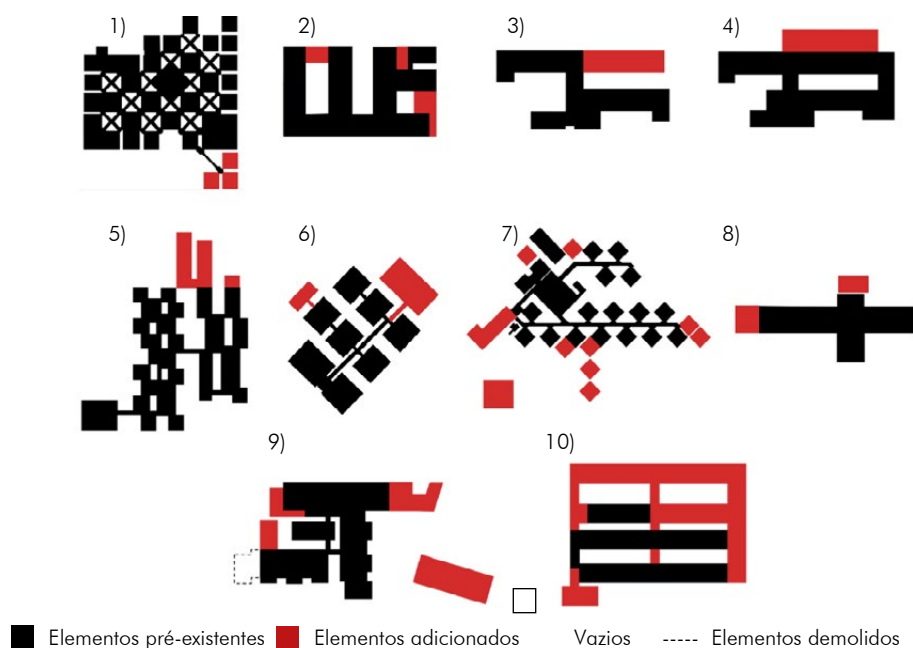 1) 2) 3) 4)
5) 6) 7) 8)
9) 10)
Elementos pré-existentes Elementos adicionados Vazios ----- Elementos demolidos